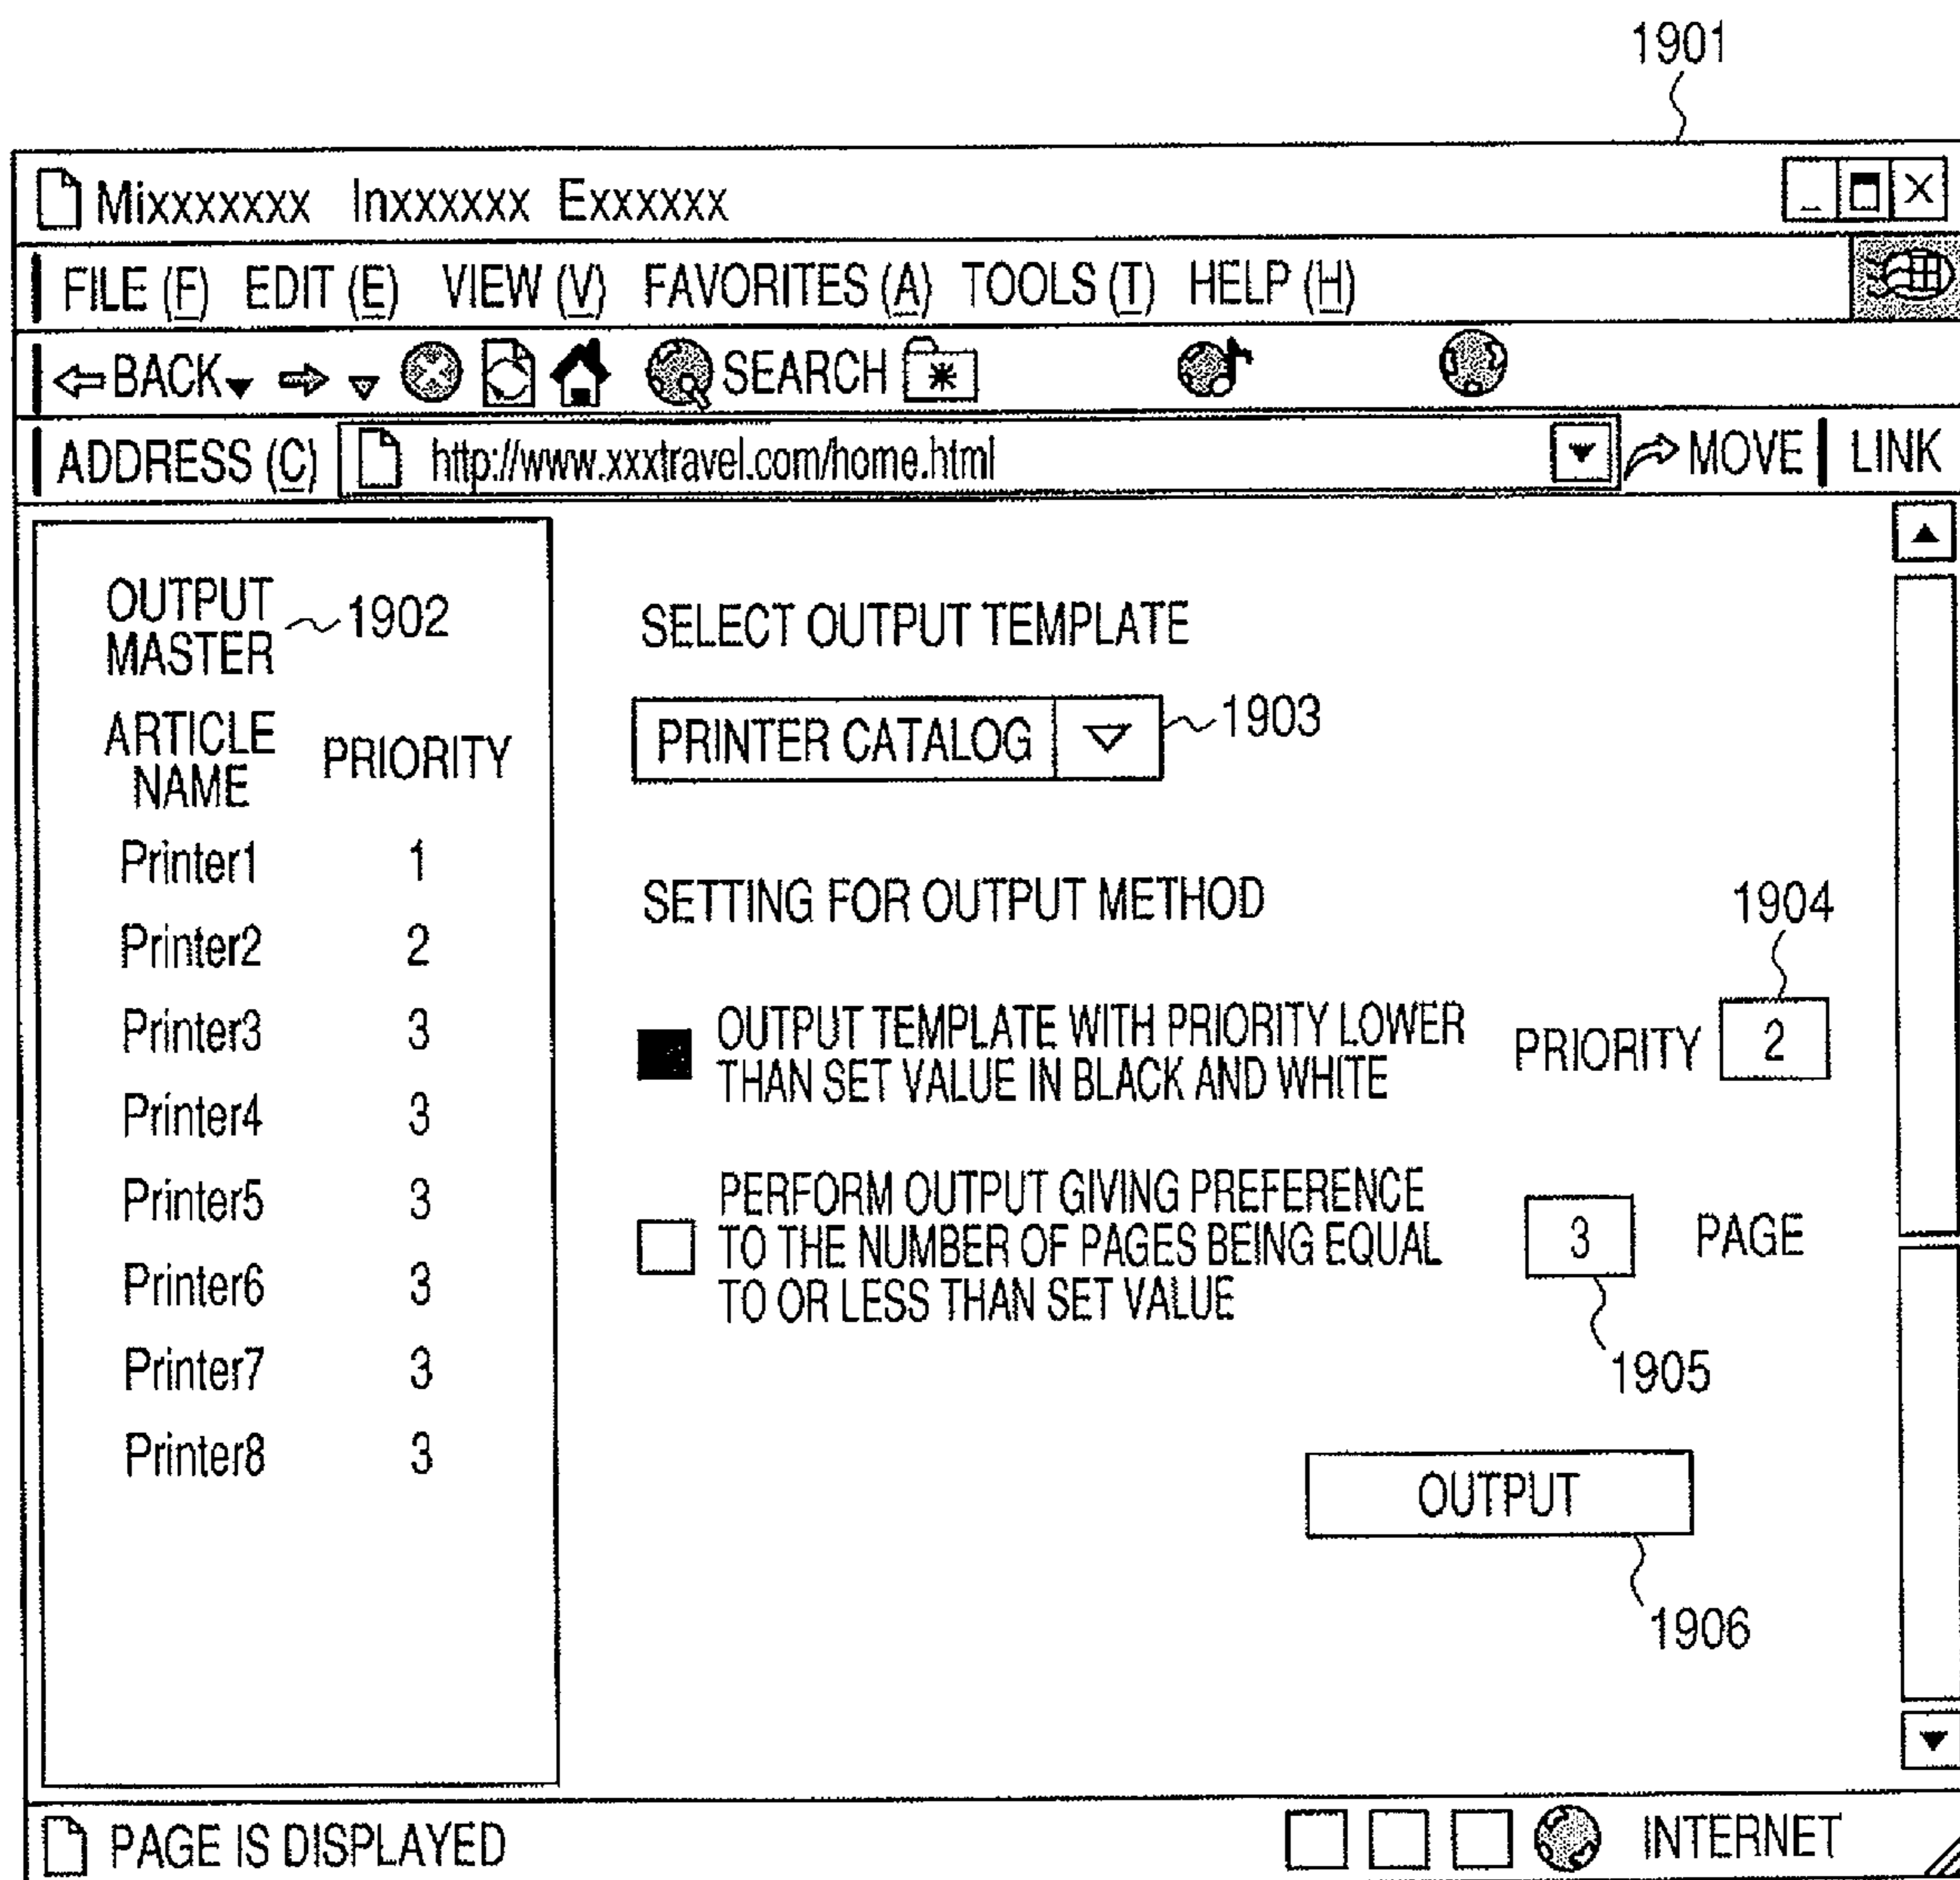 1901
Mixxxxxxx Inxxxxxx Exxxxxx
FILE (F) EDIT (E) VIEW (V) FAVORITES (A) TOOLS (T) HELP (H)
BACK SEARCH
ADDRESS (C) http://www.xxxtravel.com/home.html MOVE LINK
OUTPUT
MASTER
1902
ARTICLE
NAME
PRIORITY
Printer1 1
Printer2 2
Printer3 3
Printer4 3
Printer5 3
Printer6 3
Printer7 3
Printer8 3
SELECT OUTPUT TEMPLATE
PRINTER CATALOG 1903
SETTING FOR OUTPUT METHOD
1904
OUTPUT TEMPLATE WITH PRIORITY LOWER
THAN SET VALUE IN BLACK AND WHITE
PRIORITY 2
PERFORM OUTPUT GIVING PREFERENCE
TO THE NUMBER OF PAGES BEING EQUAL
TO OR LESS THAN SET VALUE
3 PAGE
1905
OUTPUT
1906
PAGE IS DISPLAYED INTERNET